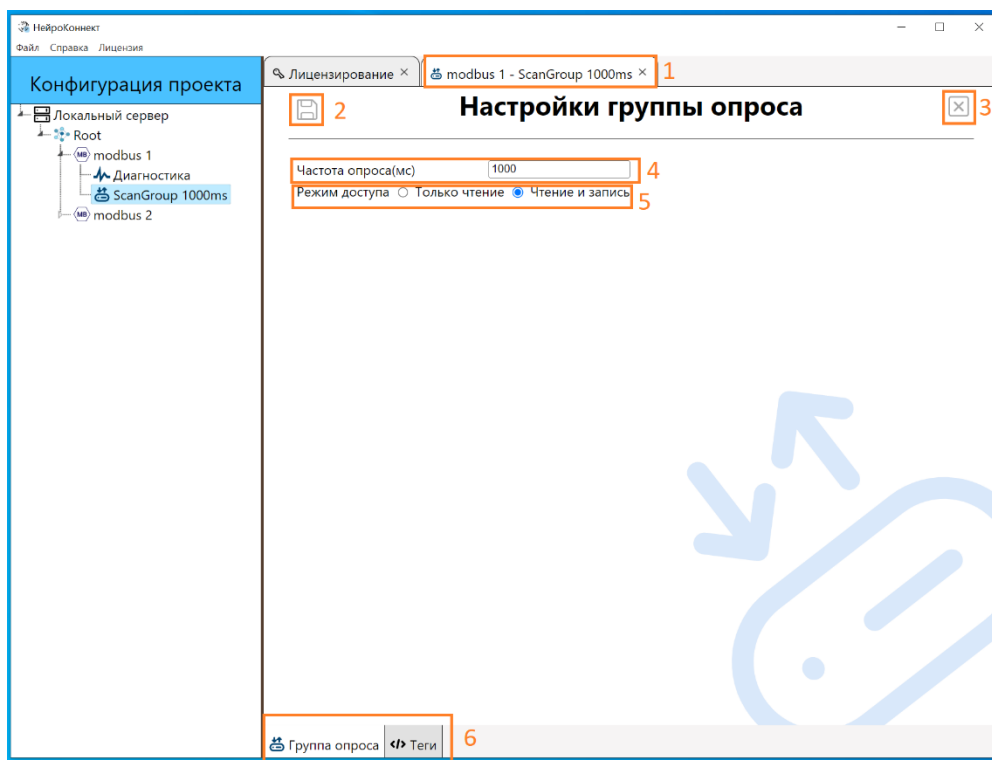 НейроКоннект
Файл Справка Лицензия
Конфигурация проекта
Локальный сервер
Root
MB modbus 1
Диагностика
ScanGroup 1000ms
MB modbus 2
Лицензирование × modbus 1 - ScanGroup 1000ms × 1
2 Настройки группы опроса 3
Частота опроса(мс) 1000 4
Режим доступа Только чтение Чтение и запись 5
Группа опроса </> Теги 6